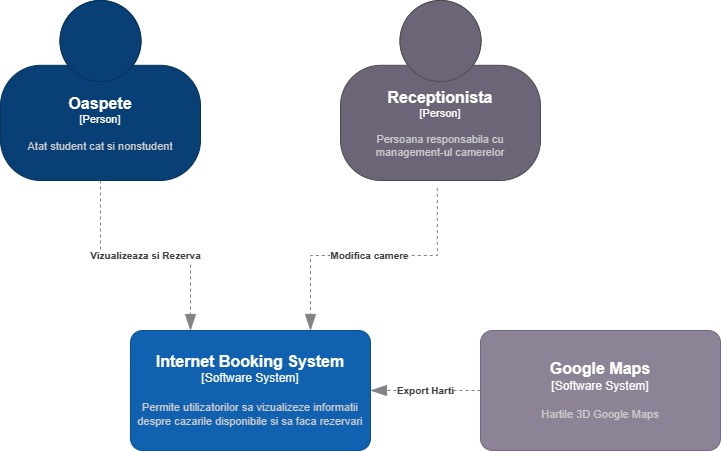 Oaspete
[Person]
Atat student cat si nonstudent
Receptionista
[Person]
Persoana responsabila cu
management-ul camerelor
Vizualizeaza si Rezerva
Modifica camere
Internet Booking System
[Software System]
Permite utilizatorilor sa vizualizeze informatii
despre cazarile disponibile si sa faca rezervari
Export Harti
Google Maps
[Software System]
Hartile 3D Google Maps